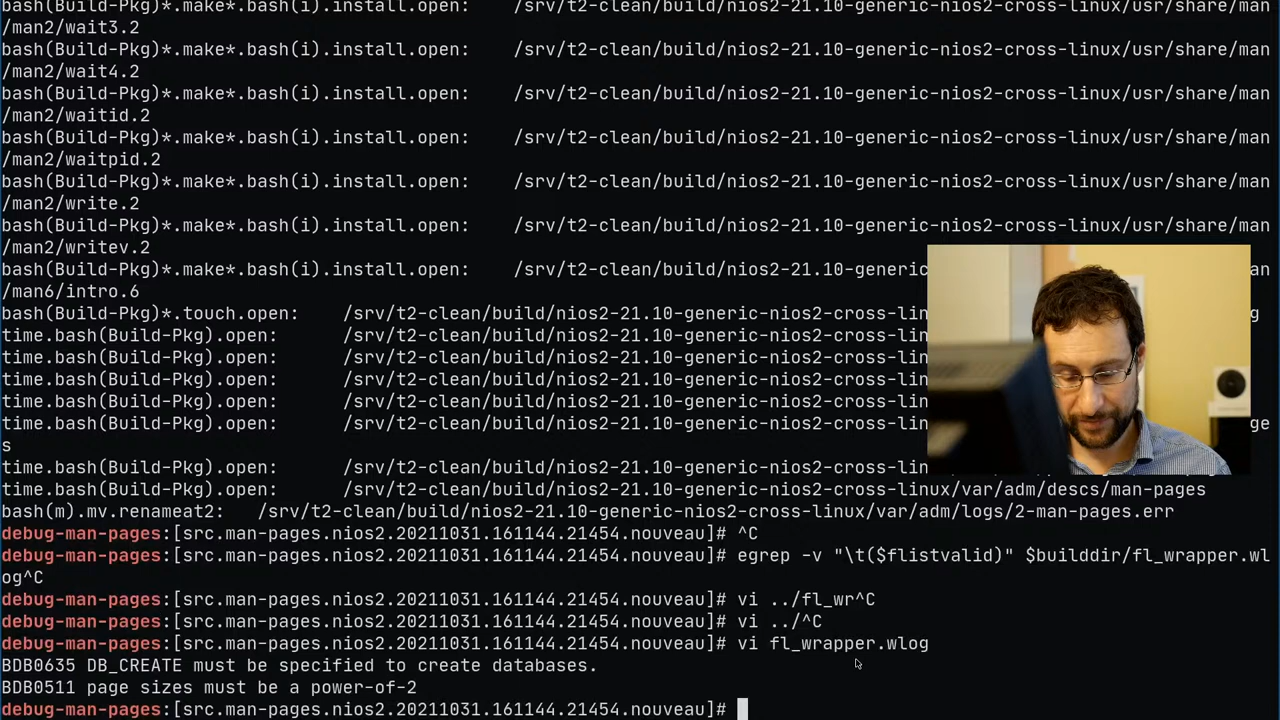 bash(Build-Pkg)*.make*.bash(i).install.open:    /srv/t2-clean/build/nios2-21.10-generic-nios2-cross-linux/usr/share/man
/man2/wait3.2
bash(Build-Pkg)*.make*.bash(i).install.open:    /srv/t2-clean/build/nios2-21.10-generic-nios2-cross-linux/usr/share/man
/man2/wait4.2
bash(Build-Pkg)*.make*.bash(i).install.open:    /srv/t2-clean/build/nios2-21.10-generic-nios2-cross-linux/usr/share/man
/man2/waitid.2
bash(Build-Pkg)*.make*.bash(i).install.open:    /srv/t2-clean/build/nios2-21.10-generic-nios2-cross-linux/usr/share/man
/man2/waitpid.2
bash(Build-Pkg)*.make*.bash(i).install.open:    /srv/t2-clean/build/nios2-21.10-generic-nios2-cross-linux/usr/share/man
/man2/write.2
bash(Build-Pkg)*.make*.bash(i).install.open:    /srv/t2-clean/build/nios2-21.10-generic-nios2-cross-linux/usr/share/man
/man2/writev.2
bash(Build-Pkg)*.make*.bash(i).install.open:    /srv/t2-clean/build/nios2-21.10-generic-nios2-c an
/man6/intro.6
bash(Build-Pkg)*.touch.open:    /srv/t2-clean/build/nios2-21.10-generic-nios2-cross-lin g
time.bash(Build-Pkg).open:      /srv/t2-clean/build/nios2-21.10-generic-nios2-cross-lin
time.bash(Build-Pkg).open:      /srv/t2-clean/build/nios2-21.10-generic-nios2-cross-lin
time.bash(Build-Pkg).open:      /srv/t2-clean/build/nios2-21.10-generic-nios2-cross-lin
time.bash(Build-Pkg).open:      /srv/t2-clean/build/nios2-21.10-generic-nios2-cross-lin
time.bash(Build-Pkg).open:      /srv/t2-clean/build/nios2-21.10-generic-nios2-cross-lin ge
s
time.bash(Build-Pkg).open:      /srv/t2-clean/build/nios2-21.10-generic-nios2-cross-lin
time.bash(Build-Pkg).open:      /srv/t2-clean/build/nios2-21.10-generic-nios2-cross-linux/var/adm/descs/man-pages
bash(m).mv.renameat2:   /srv/t2-clean/build/nios2-21.10-generic-nios2-cross-linux/var/adm/logs/2-man-pages.err
debug-man-pages:[src.man-pages.nios2.20211031.161144.21454.nouveau]# ^C
debug-man-pages:[src.man-pages.nios2.20211031.161144.21454.nouveau]# egrep -v "\t($flistvalid)" $builddir/fl_wrapper.wl
og^C
debug-man-pages:[src.man-pages.nios2.20211031.161144.21454.nouveau]# vi ../fl_wr^C
debug-man-pages:[src.man-pages.nios2.20211031.161144.21454.nouveau]# vi ../^C
debug-man-pages:[src.man-pages.nios2.20211031.161144.21454.nouveau]# vi fl_wrapper.wlog
BDB0635 DB_CREATE must be specified to create databases.
BDB0511 page sizes must be a power-of-2
debug-man-pages:[src.man-pages.nios2.20211031.161144.21454.nouveau]#